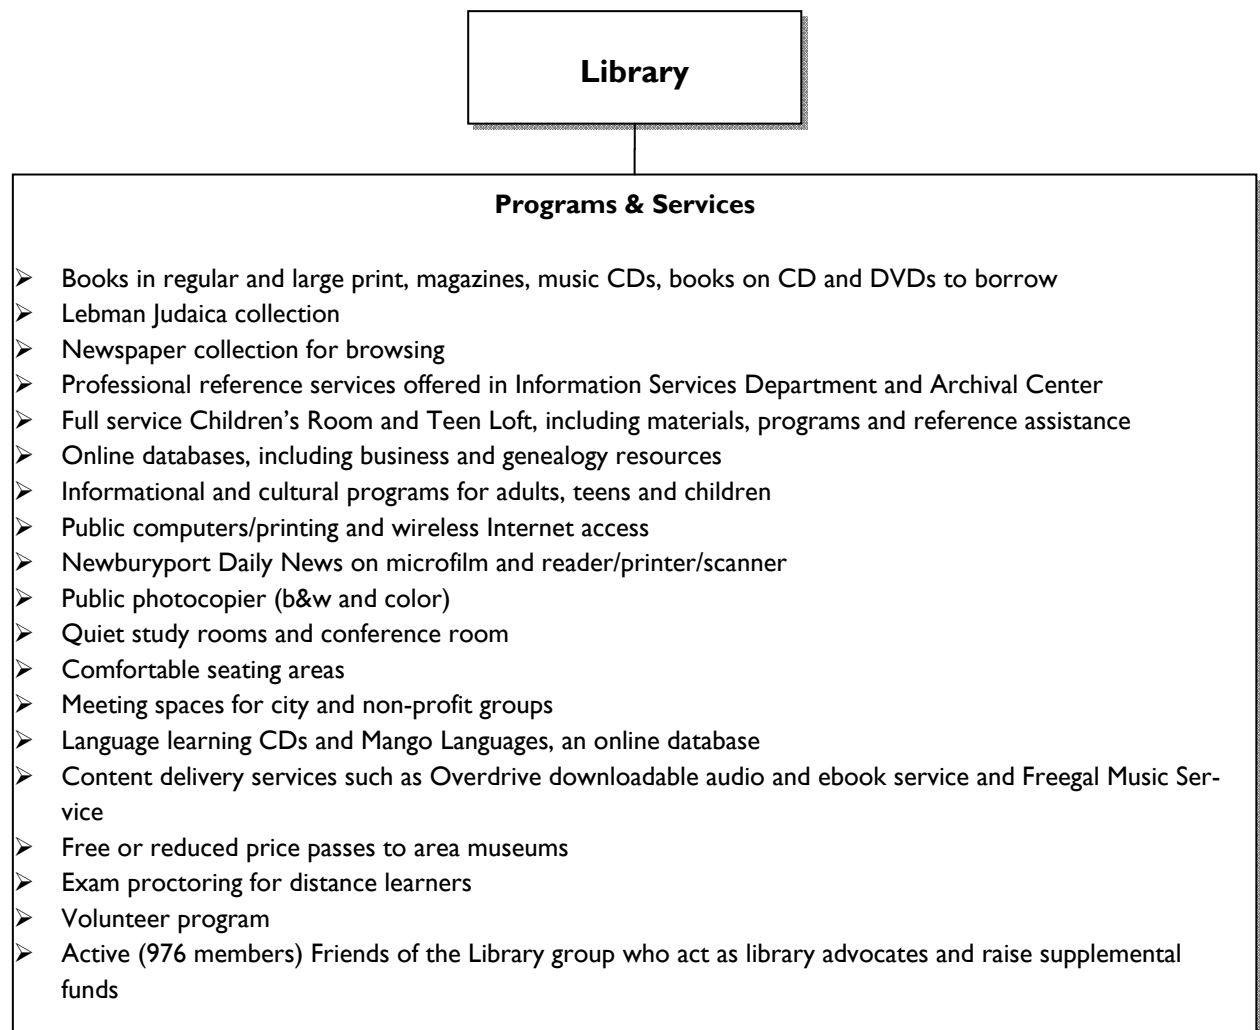 Library
Programs & Services
➢ Books in regular and large print, magazines, music CDs, books on CD and DVDs to borrow
➢ Lebman Judaica collection
➢ Newspaper collection for browsing
➢ Professional reference services offered in Information Services Department and Archival Center
➢ Full service Children’s Room and Teen Loft, including materials, programs and reference assistance
➢ Online databases, including business and genealogy resources
➢ Informational and cultural programs for adults, teens and children
➢ Public computers/printing and wireless Internet access
➢ Newburyport Daily News on microfilm and reader/printer/scanner
➢ Public photocopier (b&w and color)
➢ Quiet study rooms and conference room
➢ Comfortable seating areas
➢ Meeting spaces for city and non-profit groups
➢ Language learning CDs and Mango Languages, an online database
➢ Content delivery services such as Overdrive downloadable audio and ebook service and Freegal Music Ser-
vice
➢ Free or reduced price passes to area museums
➢ Exam proctoring for distance learners
➢ Volunteer program
➢ Active (976 members) Friends of the Library group who act as library advocates and raise supplemental
funds